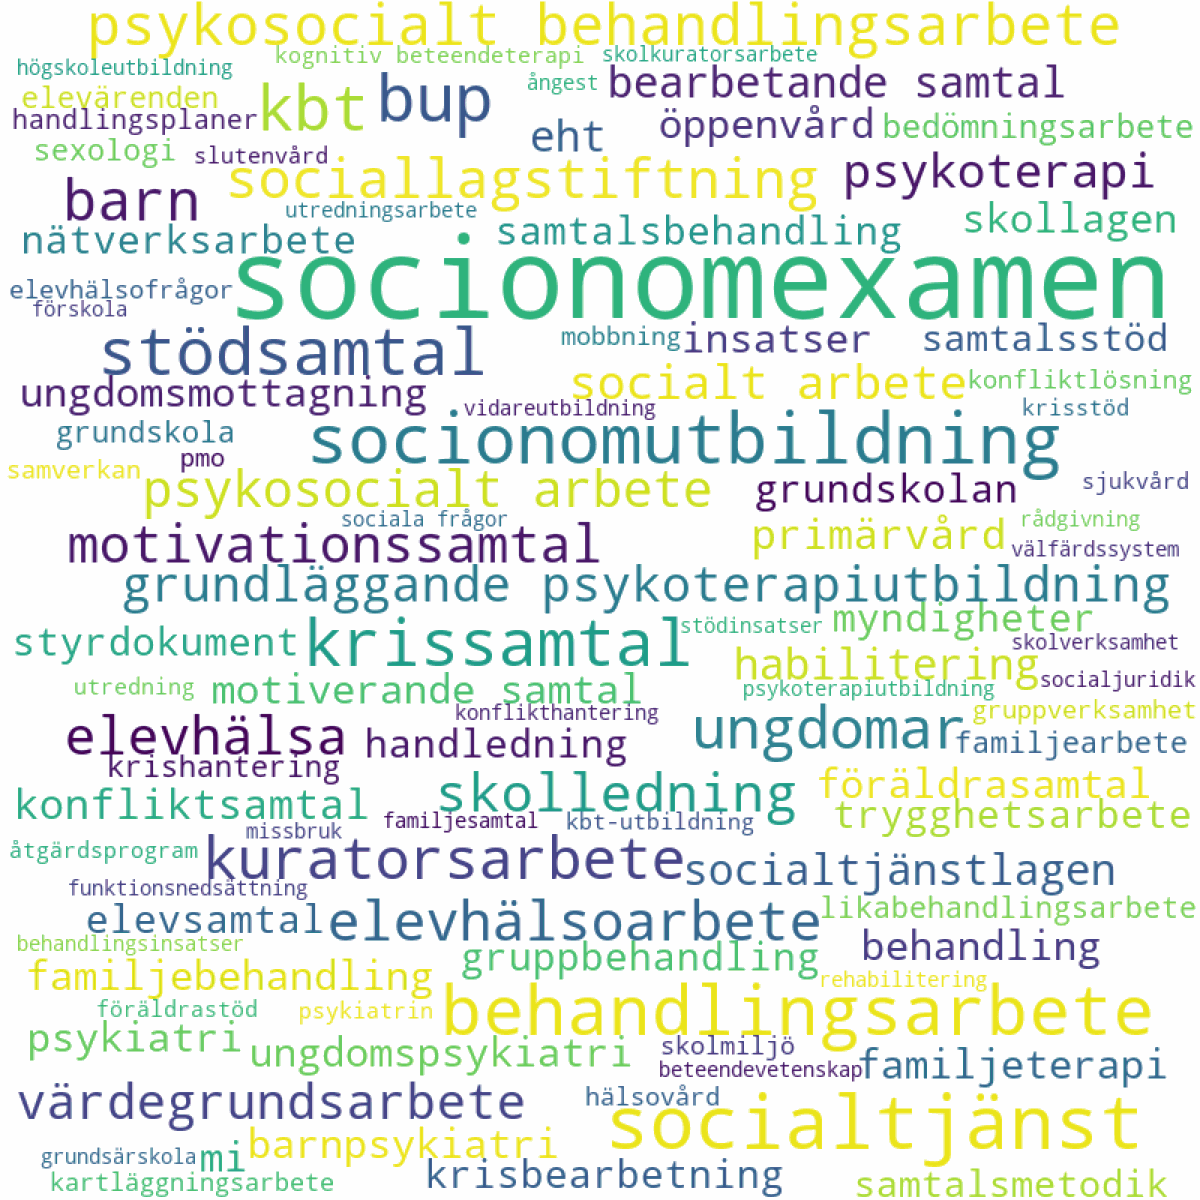 psykosocialt behandlingsarbete
kognitiv beteendeterapi
skolkuratorsarbete
högskoleutbildning
ångest
bearbetande samtal
elevärenden
kbt
bup
handlingsplaner
eht
öppenvård
bedömningsarbete
sexologi
slutenvård
sociallagstiftning
psykoterapi
barn
utredningsarbete
skollagen
nätverksarbete
samtalsbehandling
socionomexamen
elevhälsofrågor
förskola
stödsamtal
mobbning
insatser
samtalsstöd
ungdomsmottagning
socialt arbete
konfliktlösning
vidareutbildning
krisstöd
grundskola
socionomutbildning
samverkan
pmo
psykosocialt arbete
grundskolan
sjukvård
sociala frågor
motivationssamtal
primärvård
rådgivning
välfärdssystem
grundläggande psykoterapiutbildning
styrdokument
krissamtal
stödinsatser
myndigheter
skolverksamhet
habilitering
socialjuridik
utredning
motiverande samtal
psykoterapiutbildning
konflikthantering
gruppverksamhet
elevhälsa
handledning
ungdomar
familjearbete
krishantering
skolledning
föräldrasamtal
konfliktsamtal
trygghetsarbete
missbruk
familjesamtal
kbt-utbildning
åtgärdsprogram
kuratorsarbete
socialtjänstlagen
funktionsnedsättning
elevsamtal
elevhälsoarbete
likabehandlingsarbete
behandlingsinsatser
gruppbehandling
behandling
familjebehandling
rehabilitering
föräldrastöd
psykiatrin
behandlingsarbete
psykiatri
ungdomspsykiatri
skolmiljö
beteendevetenskap
familjeterapi
värdegrundsarbete
hälsovård
socialtjänst
grundsärskola
mi
barnpsykiatri
kartläggningsarbete
krisbearbetning
samtalsmetodik